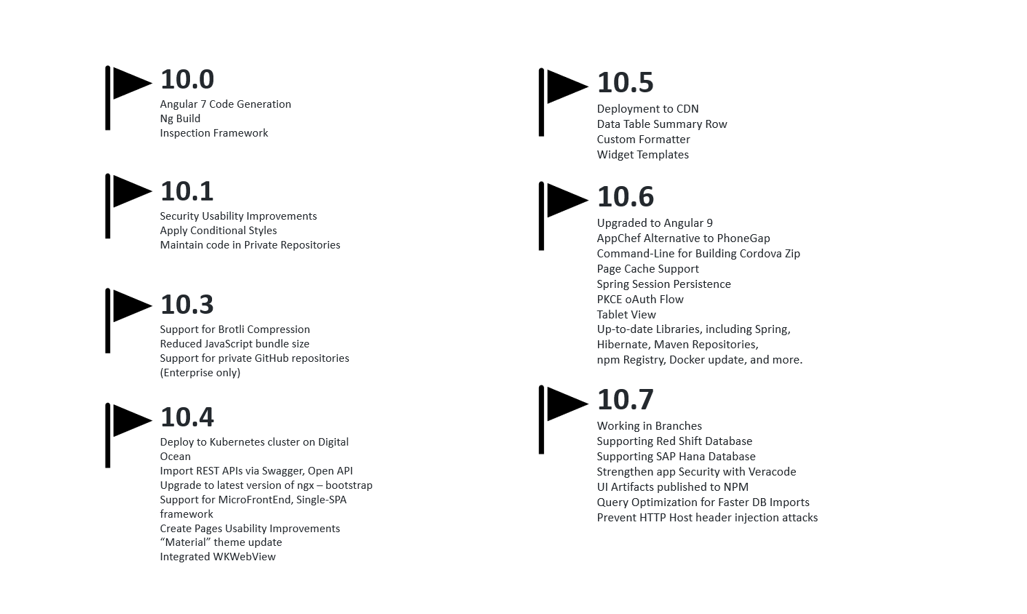 10.0
Angular 7 Code Generation
Ng Build
Inspection Framework
10.1
Security Usability Improvements
Apply Conditional Styles
Maintain code in Private Repositories
10.3
Support for Brotli Compression
Reduced JavaScript bundle size
Support for private GitHub repositories
(Enterprise only)
10.4
Deploy to Kubernetes cluster on Digital
Ocean
Import REST APIs via Swagger, Open API
Upgrade to latest version of ngx – bootstrap
Support for MicroFrontEnd, Single-SPA
framework
Create Pages Usability Improvements
“Material” theme update
Integrated WKWebView
10.5
Deployment to CDN
Data Table Summary Row
Custom Formatter
Widget Templates
10.6
Upgraded to Angular 9
AppChef Alternative to PhoneGap
Command-Line for Building Cordova Zip
Page Cache Support
Spring Session Persistence
PKCE oAuth Flow
Tablet View
Up-to-date Libraries, including Spring,
Hibernate, Maven Repositories,
npm Registry, Docker update, and more.
10.7
Working in Branches
Supporting Red Shift Database
Supporting SAP Hana Database
Strengthen app Security with Veracode
UI Artifacts published to NPM
Query Optimization for Faster DB Imports
Prevent HTTP Host header injection attacks